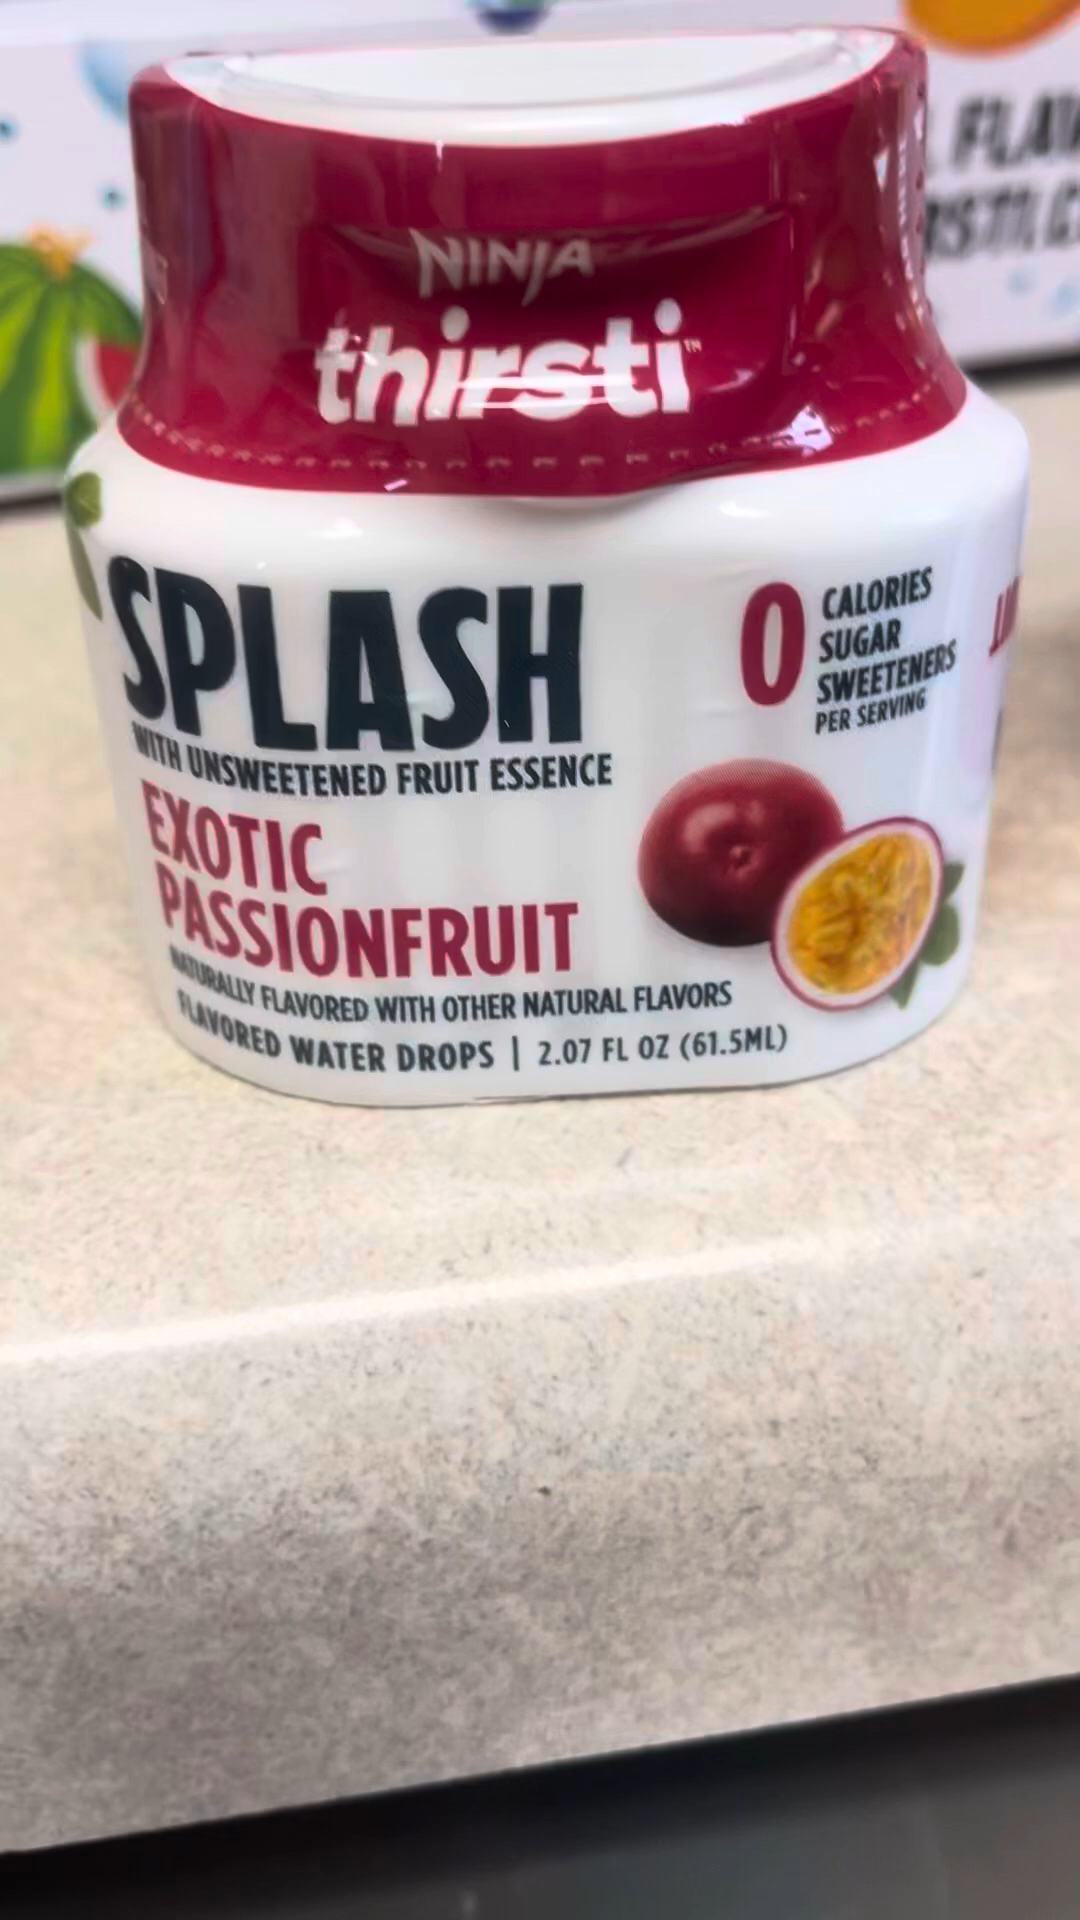 NINJA
thirsti™
SPLASH
WITH UNSWEETENED FRUIT ESSENCE
EXOTIC
PASSIONFRUIT
NATURALLY FLAVORED WITH OTHER NATURAL FLAVORS
FLAVORED WATER DROPS | 2.07 FL OZ (61.5ML)
0 CALORIES
SUGAR
SWEETENERS
PER SERVING